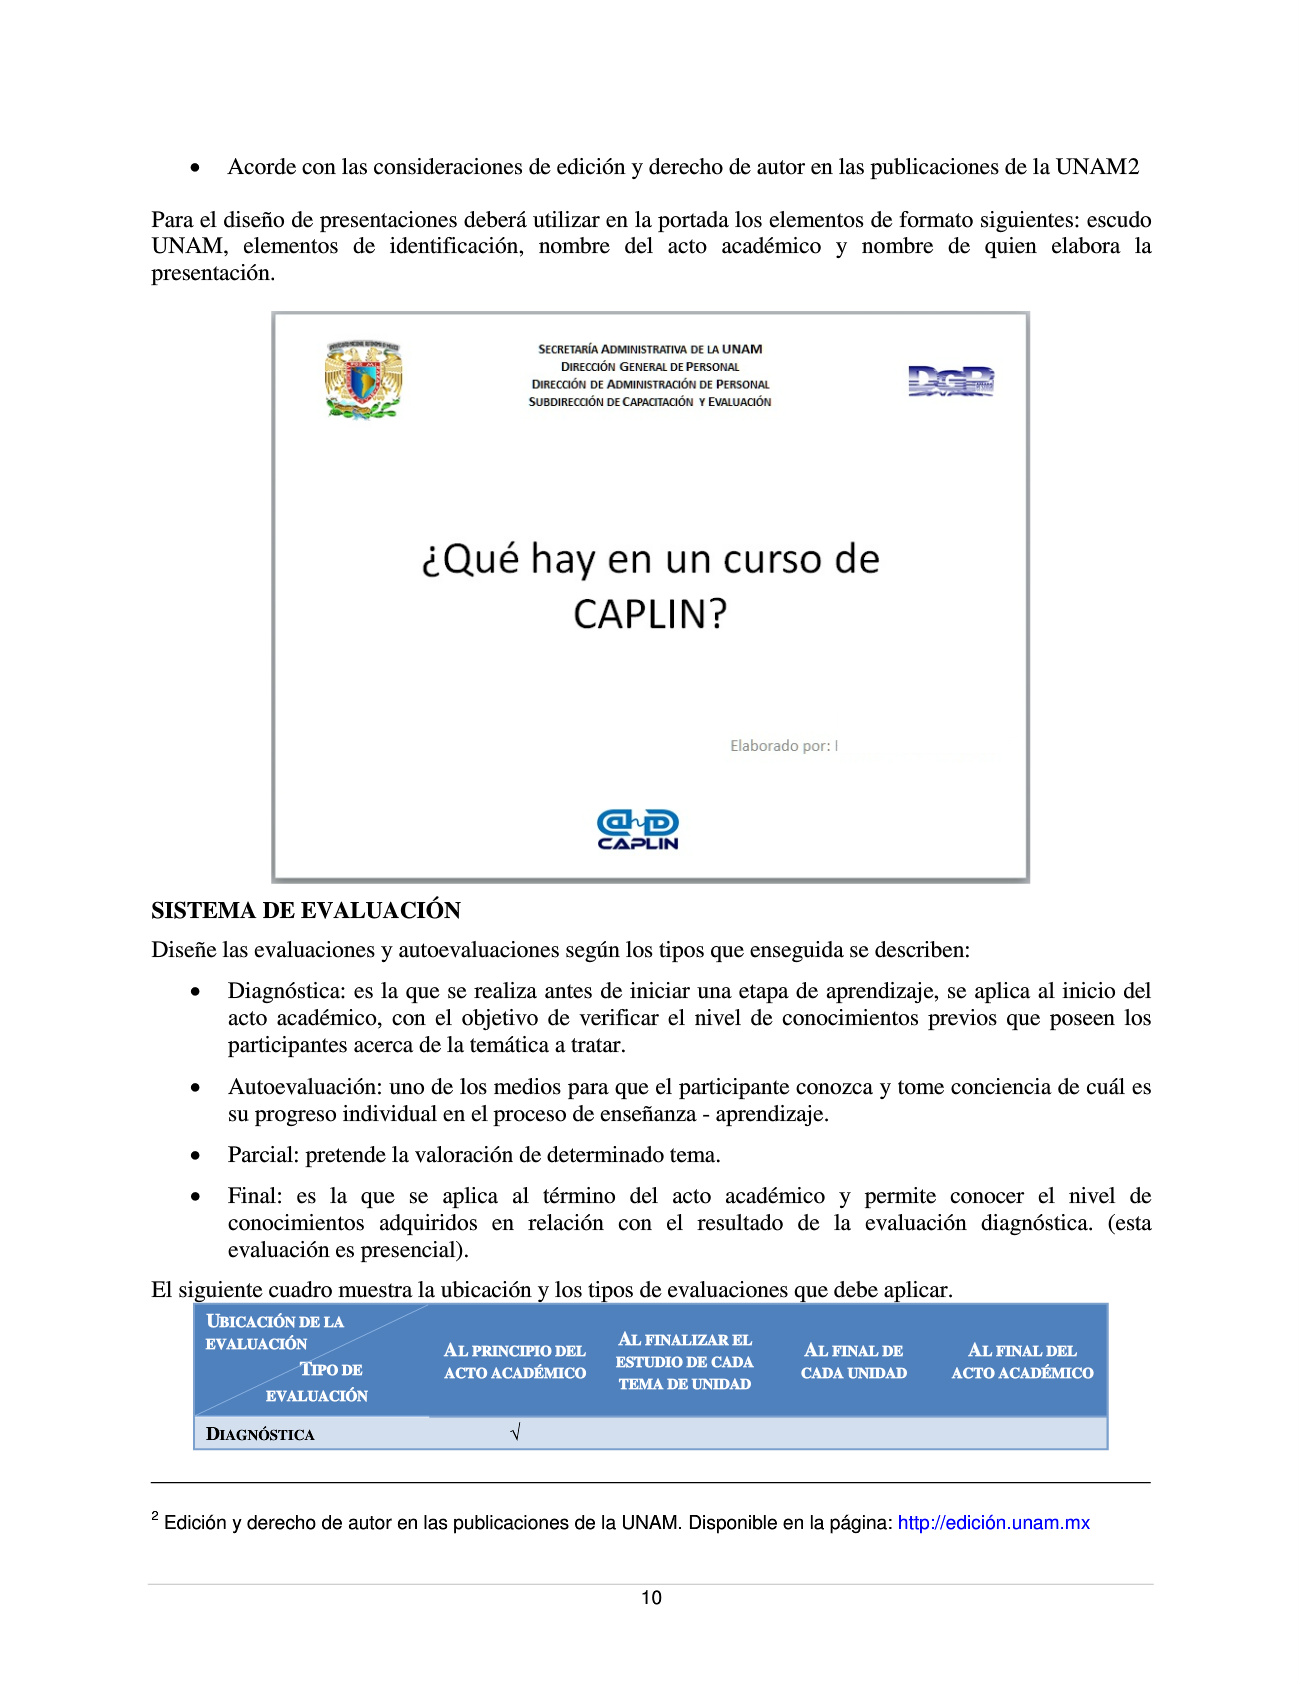 • Acorde con las consideraciones de edición y derecho de autor en las publicaciones de la UNAM2
Para el diseño de presentaciones deberá utilizar en la portada los elementos de formato siguientes: escudo
UNAM, elementos de identificación, nombre del acto académico y nombre de quien elabora la
presentación.
SECRETARÍA ADMINISTRATIVA DE LA UNAM
DIRECCIÓN GENERAL DE PERSONAL
DIRECCIÓN DE ADMINISTRACIÓN DE PERSONAL
SUBDIRECCIÓN DE CAPACITACIÓN Y EVALUACIÓN
DGP
¿Qué hay en un curso de
CAPLIN?
Elaborado por:
CAPLIN
SISTEMA DE EVALUACIÓN
Diseñe las evaluaciones y autoevaluaciones según los tipos que enseguida se describen:
• Diagnóstica: es la que se realiza antes de iniciar una etapa de aprendizaje, se aplica al inicio del
acto académico, con el objetivo de verificar el nivel de conocimientos previos que poseen los
participantes acerca de la temática a tratar.
• Autoevaluación: uno de los medios para que el participante conozca y tome conciencia de cuál es
su progreso individual en el proceso de enseñanza - aprendizaje.
• Parcial: pretende la valoración de determinado tema.
• Final: es la que se aplica al término del acto académico y permite conocer el nivel de
conocimientos adquiridos en relación con el resultado de la evaluación diagnóstica. (esta
evaluación es presencial).
El siguiente cuadro muestra la ubicación y los tipos de evaluaciones que debe aplicar.
UBICACIÓN DE LA
EVALUACIÓN
TIPO DE
EVALUACIÓN
AL PRINCIPIO DEL
ACTO ACADÉMICO
AL FINALIZAR EL
ESTUDIO DE CADA
TEMA DE UNIDAD
AL FINAL DE
CADA UNIDAD
AL FINAL DEL
ACTO ACADÉMICO
DIAGNÓSTICA √
2 Edición y derecho de autor en las publicaciones de la UNAM. Disponible en la página: http://edición.unam.mx
10